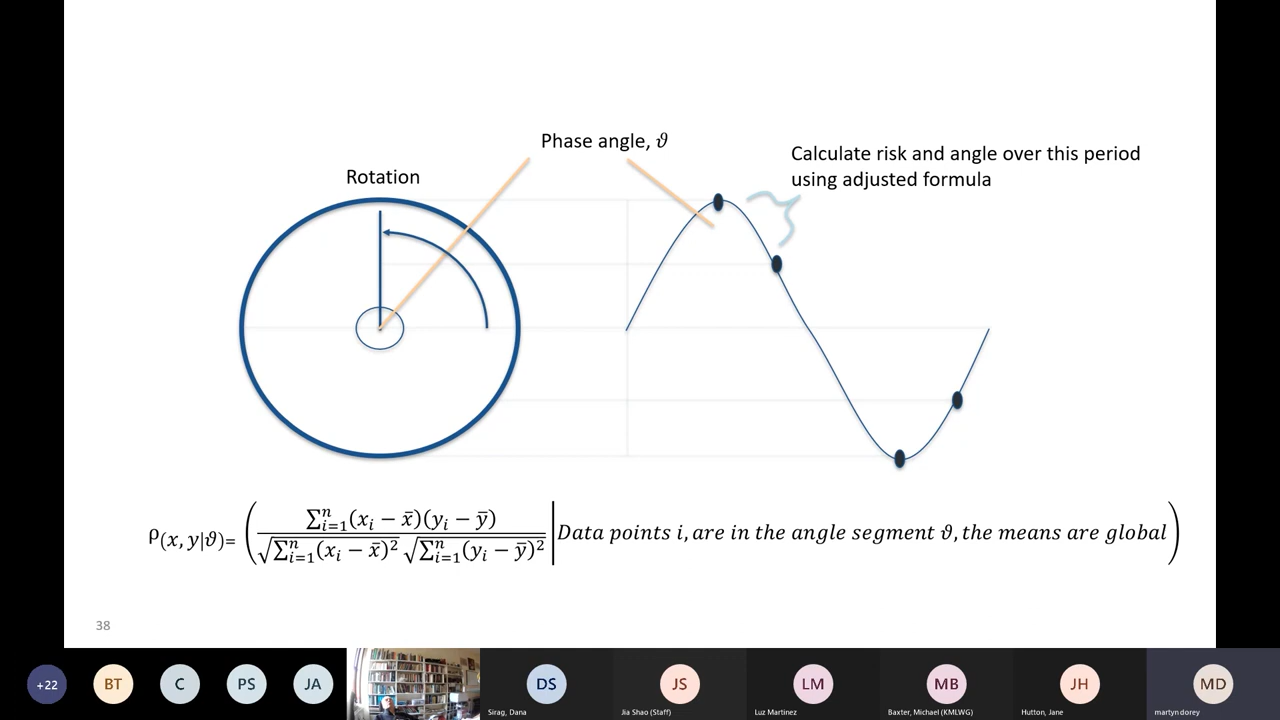 Phase angle, 𝜗
Calculate risk and angle over this period
using adjusted formula
Rotation
ρ(x, y|𝜗)= ( ∑ⁿᵢ₌₁(xᵢ − x̄)(yᵢ − ȳ) / √∑ⁿᵢ₌₁(xᵢ − x̄)² √∑ⁿᵢ₌₁(yᵢ − ȳ)² | Data points i, are in the angle segment 𝜗, the means are global )
38
+22
BT
C
PS
JA
DS
JS
LM
MB
JH
MD
Sirag, Dana
Jia Shao (Staff)
Luz Martinez
Baxter, Michael (KMLWG)
Hutton, Jane
martyn dorey